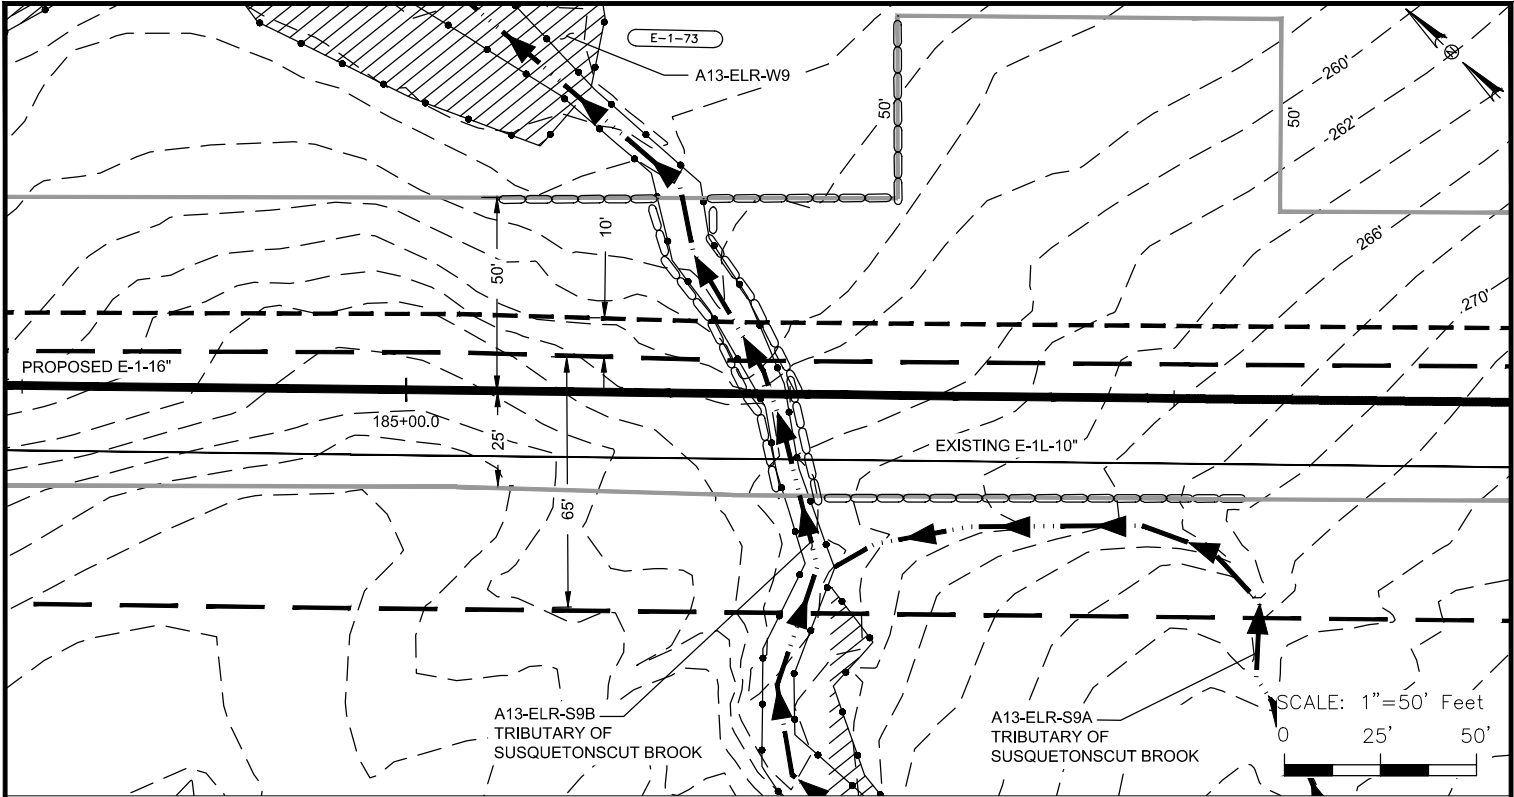 E-1-73
A13-ELR-W9
N
260'
50'
50'
262'
266'
10'
50'
270'
PROPOSED E-1-16"
185+00.0
25'
EXISTING E-1L-10"
65'
A13-ELR-S9B
TRIBUTARY OF
SUSQUETONSCUT BROOK
A13-ELR-S9A
TRIBUTARY OF
SUSQUETONSCUT BROOK
SCALE: 1"=50' Feet
0 25' 50'